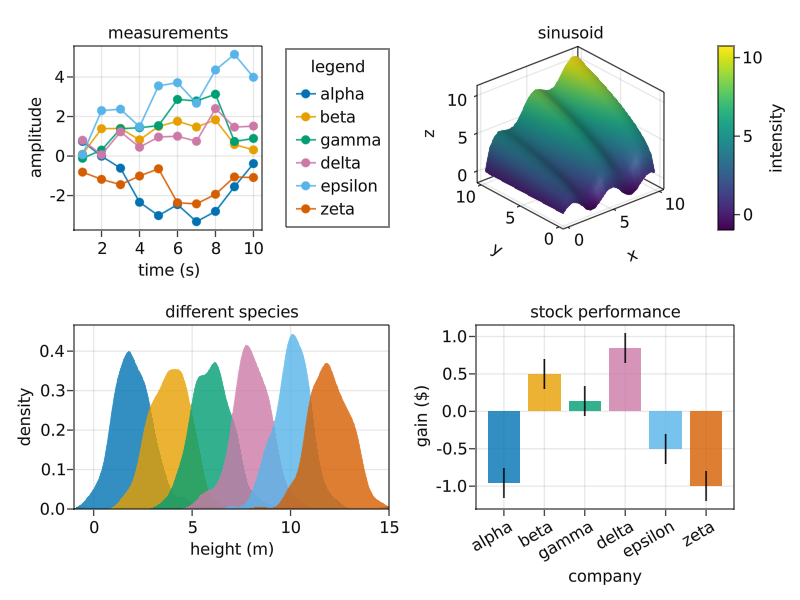 measurements
amplitude
4
2
0
-2
2
4
6
8
10
time (s)
legend
alpha
beta
gamma
delta
epsilon
zeta
sinusoid
z
10
5
0
10
5
0
y
0
5
10
x
10
5
0
intensity
different species
density
0.4
0.3
0.2
0.1
0.0
0
5
10
15
height (m)
stock performance
gain ($)
1.0
0.5
0.0
-0.5
-1.0
alpha
beta
gamma
delta
epsilon
zeta
company